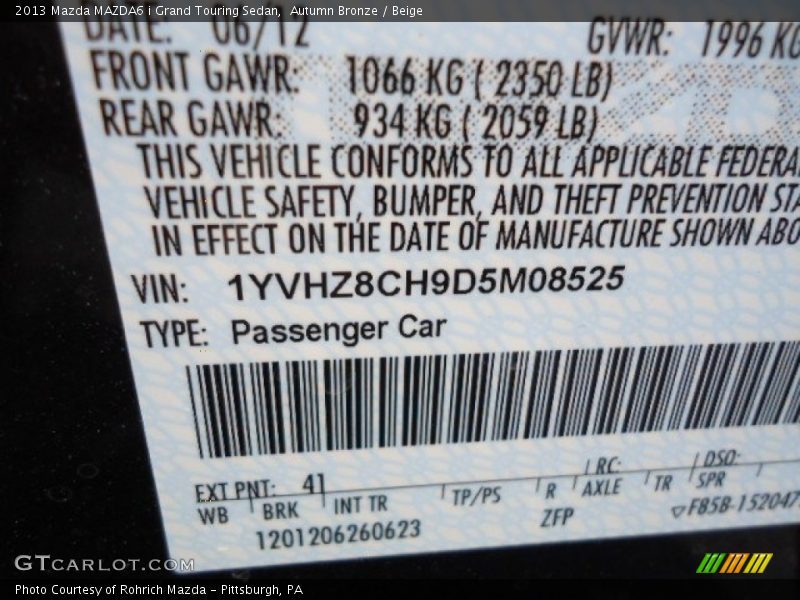 2013 Mazda MAZDA6 i Grand Touring Sedan, Autumn Bronze / Beige
DATE: 06/12 GVWR: 1996 KG
FRONT GAWR: 1066 KG ( 2350 LB)
REAR GAWR: 934 KG ( 2059 LB)
THIS VEHICLE CONFORMS TO ALL APPLICABLE FEDERA
VEHICLE SAFETY, BUMPER, AND THEFT PREVENTION STA
IN EFFECT ON THE DATE OF MANUFACTURE SHOWN ABO
VIN: 1YVHZ8CH9D5M08525
TYPE: Passenger Car
EXT PNT: 41 RC: DSO:
WB BRK INT TR TP/PS R AXLE TR SPR
1201206260623 ZFP ▽F85B-152047
GTCARLOT.COM
Photo Courtesy of Rohrich Mazda - Pittsburgh, PA